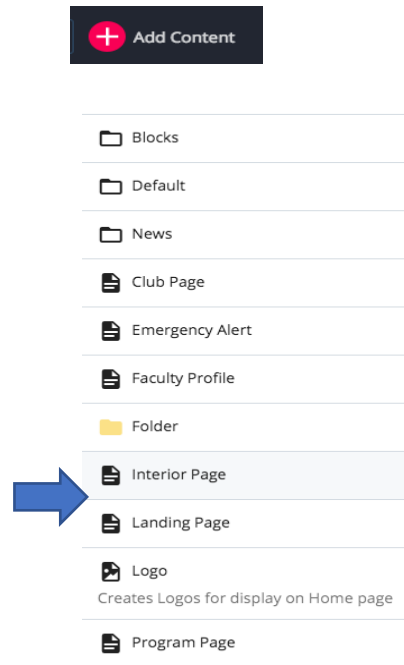 Add Content
Blocks
Default
News
Club Page
Emergency Alert
Faculty Profile
Folder
Interior Page
Landing Page
Logo
Creates Logos for display on Home page
Program Page